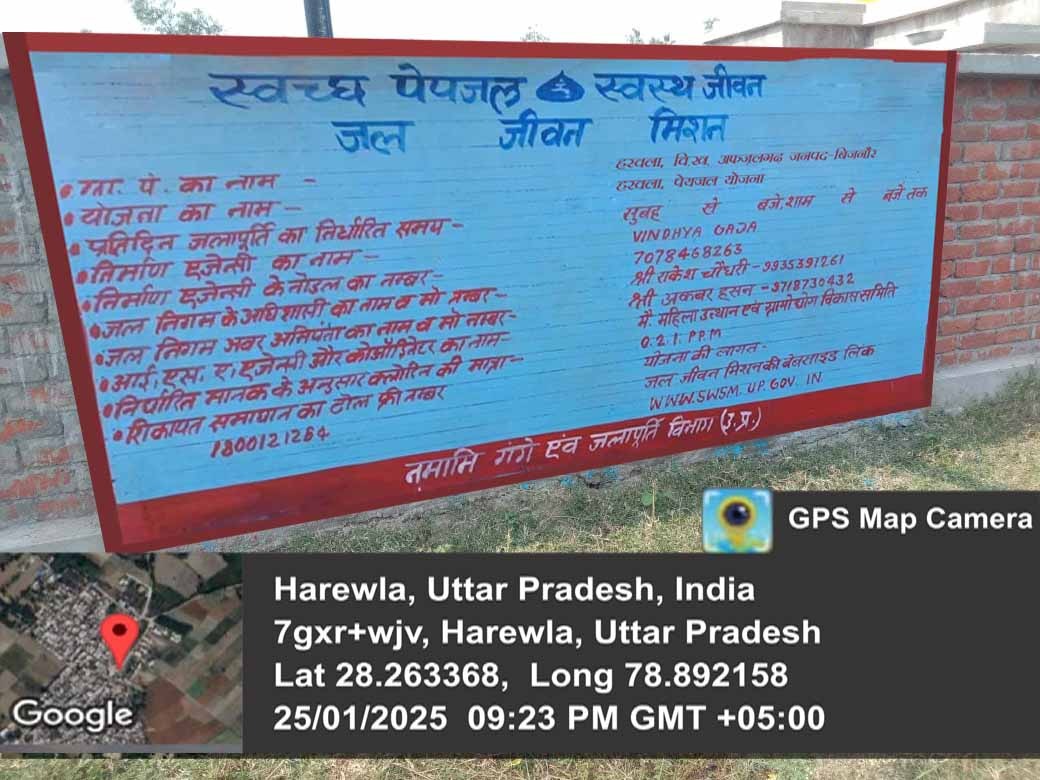 स्वच्छ पेयजल स्वस्थ जीवन
जल जीवन मिशन
ग्रा. पं. का नाम -
हरवला, वि.ख. अफजलगढ जनपद-बिजनौर
योजना का नाम -
हरवला, पेयजल योजना
प्रतिदिन जलापूर्ति का निर्धारित समय -
सुबह से बजे, शाम से बजे तक
निर्माण एजेन्सी का नाम -
VINDHYA
निर्माण एजेन्सी के नोडल का नम्बर -
7078468263
जल निगम के अधिशासी का नाम व मो नम्बर -
श्री राकेश चौधरी - 9935391261
जल निगम अवर अभियंता का नाम व मो नम्बर -
श्री अकबर हसन - 9718730432
आई. एस. ए. एजेन्सी और कोऑर्डिनेटर का नाम -
मै. महिला उत्थान एवं ग्रामोद्योग विकास समिति
निर्धारित मानक के अनुसार क्लोरिन की मात्रा -
0.2 1. PPM
शिकायत समाधान का टोल फ्री नम्बर
1800121264
योजना की लागत -
जल जीवन मिशन की वेबसाइड लिंक
WWW.SWSM.UP.GOV.IN
नमामि गंगे एंव जलापूर्ति विभाग (उ.प्र.)
GPS Map Camera
Harewla, Uttar Pradesh, India
7gxr+wjv, Harewla, Uttar Pradesh
Lat 28.263368, Long 78.892158
25/01/2025 09:23 PM GMT +05:00
Google